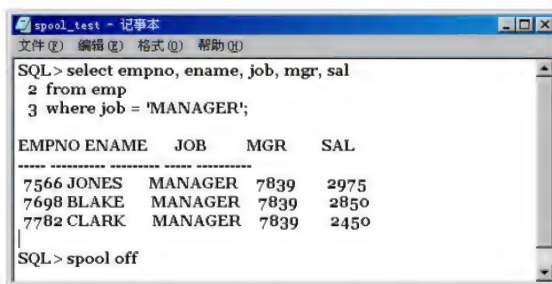 spool_test - 记事本
文件(F) 编辑(E) 格式(O) 帮助(H)
SQL> select empno, ename, job, mgr, sal
2 from emp
3 where job = 'MANAGER';
EMPNO ENAME JOB MGR SAL
----- ---------- --------- ----- ----------
7566 JONES MANAGER 7839 2975
7698 BLAKE MANAGER 7839 2850
7782 CLARK MANAGER 7839 2450
SQL> spool off